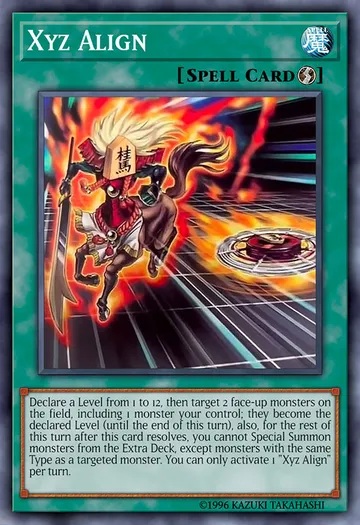 Xyz Align
SPELL
魔
[Spell Card]
桂
馬
Declare a Level from 1 to 12, then target 2 face-up monsters on
the field, including 1 monster your control; they become the
declared Level (until the end of this turn), also, for the rest of
this turn after this card resolves, you cannot Special Summon
monsters from the Extra Deck, except monsters with the same
Type as a targeted monster. You can only activate 1 "Xyz Align"
per turn.
©1996 KAZUKI TAKAHASHI